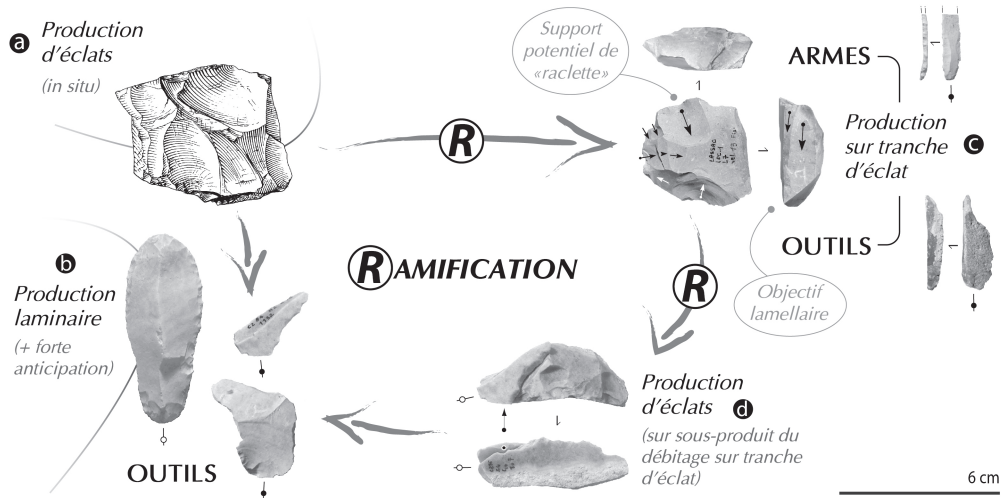 a
Production
d'éclats
(in situ)
Support
potentiel de
«raclette»
ARMES
Production
sur tranche
d'éclat
c
OUTILS
R
RAMIFICATION
R
b
Production
laminaire
(+ forte
anticipation)
Objectif
lamellaire
Production
d'éclats d
(sur sous-produit du
débitage sur tranche
d'éclat)
OUTILS
6 cm